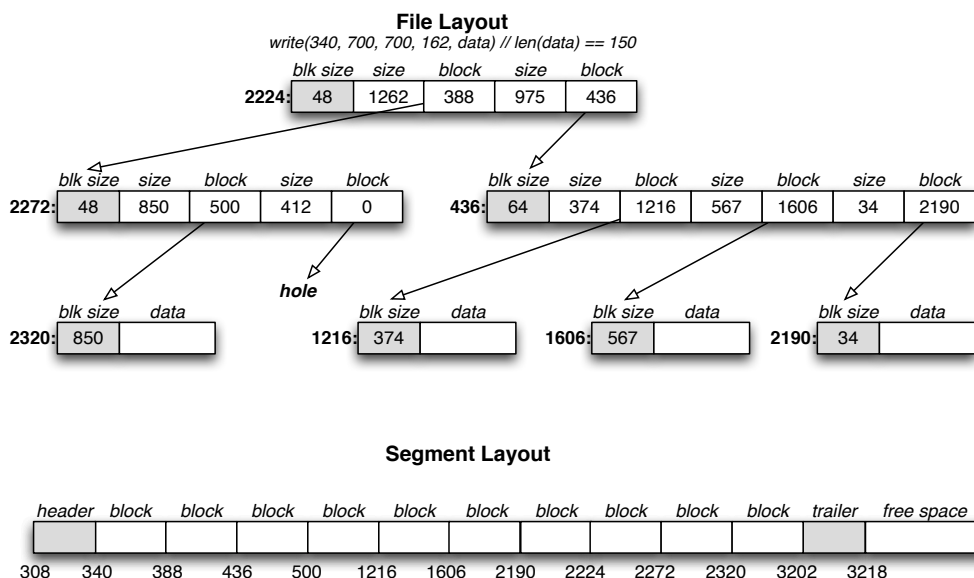 File Layout
write(340, 700, 700, 162, data) // len(data) == 150
blk size size block size block
2224: 48 1262 388 975 436
blk size size block size block
2272: 48 850 500 412 0
blk size size block size block size block
436: 64 374 1216 567 1606 34 2190
hole
blk size data
2320: 850
blk size data
1216: 374
blk size data
1606: 567
blk size data
2190: 34
Segment Layout
header block block block block block block block block block block trailer free space
308 340 388 436 500 1216 1606 2190 2224 2272 2320 3202 3218